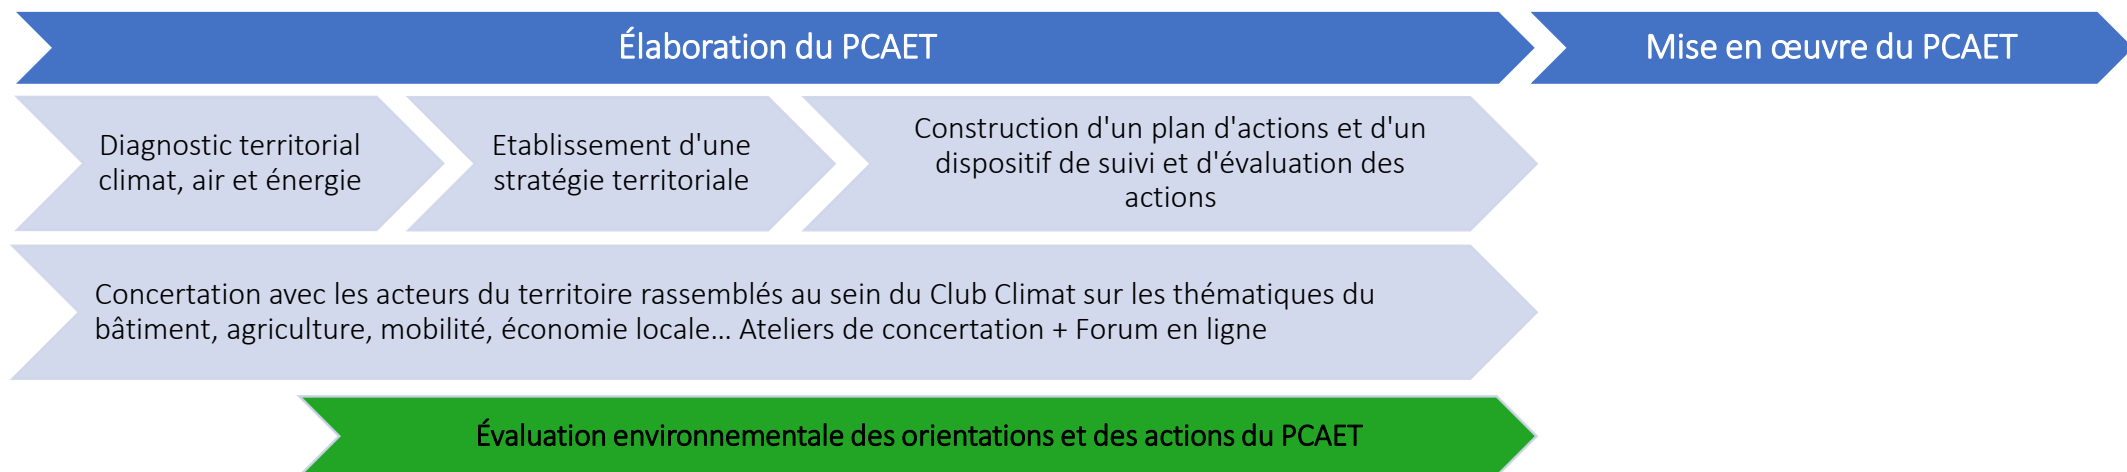 Élaboration du PCAET
Mise en œuvre du PCAET
Diagnostic territorial
climat, air et énergie
Etablissement d'une
stratégie territoriale
Construction d'un plan d'actions et d'un
dispositif de suivi et d'évaluation des
actions
Concertation avec les acteurs du territoire rassemblés au sein du Club Climat sur les thématiques du
bâtiment, agriculture, mobilité, économie locale... Ateliers de concertation + Forum en ligne
Évaluation environnementale des orientations et des actions du PCAET